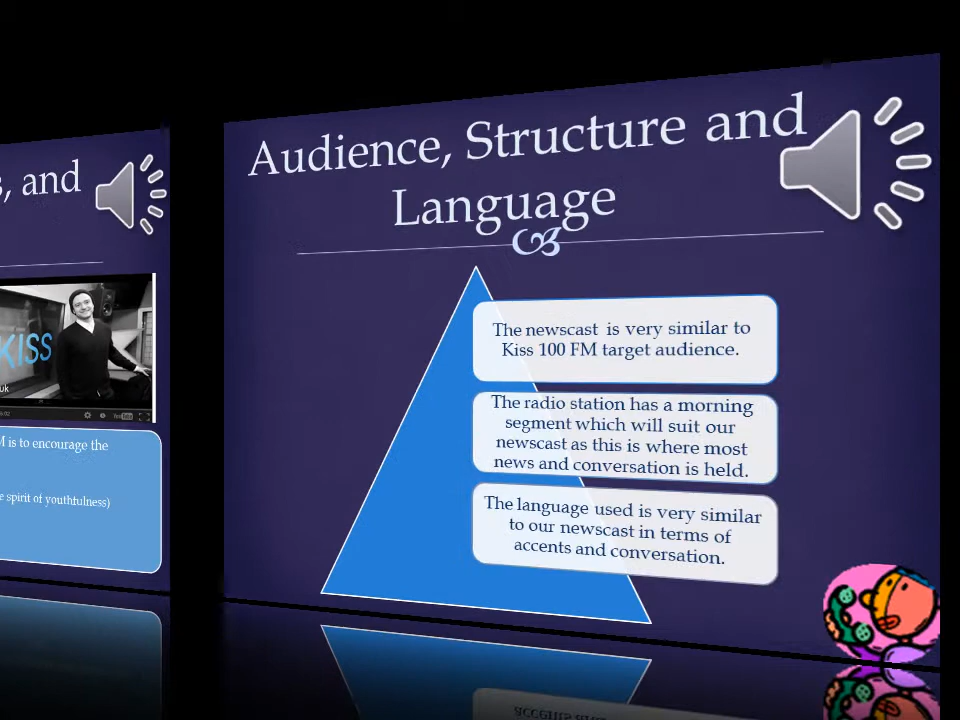 , and
KISS
uk
M is to encourage the
e spirit of youthfulness)
Audience, Structure and
Language
The newscast is very similar to
Kiss 100 FM target audience.
The radio station has a morning
segment which will suit our
newscast as this is where most
news and conversation is held.
The language used is very similar
to our newscast in terms of
accents and conversation.